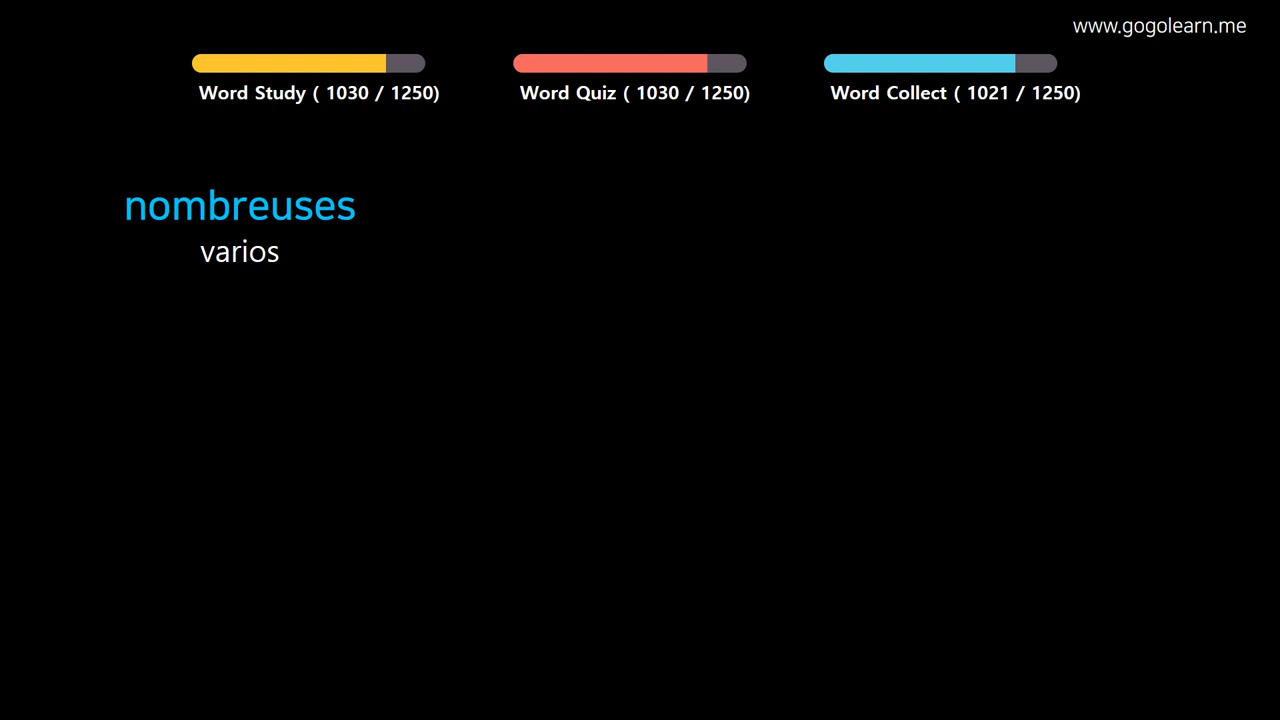 www.gogolearn.me
Word Study ( 1030 / 1250)
Word Quiz ( 1030 / 1250)
Word Collect ( 1021 / 1250)
nombreuses
varios